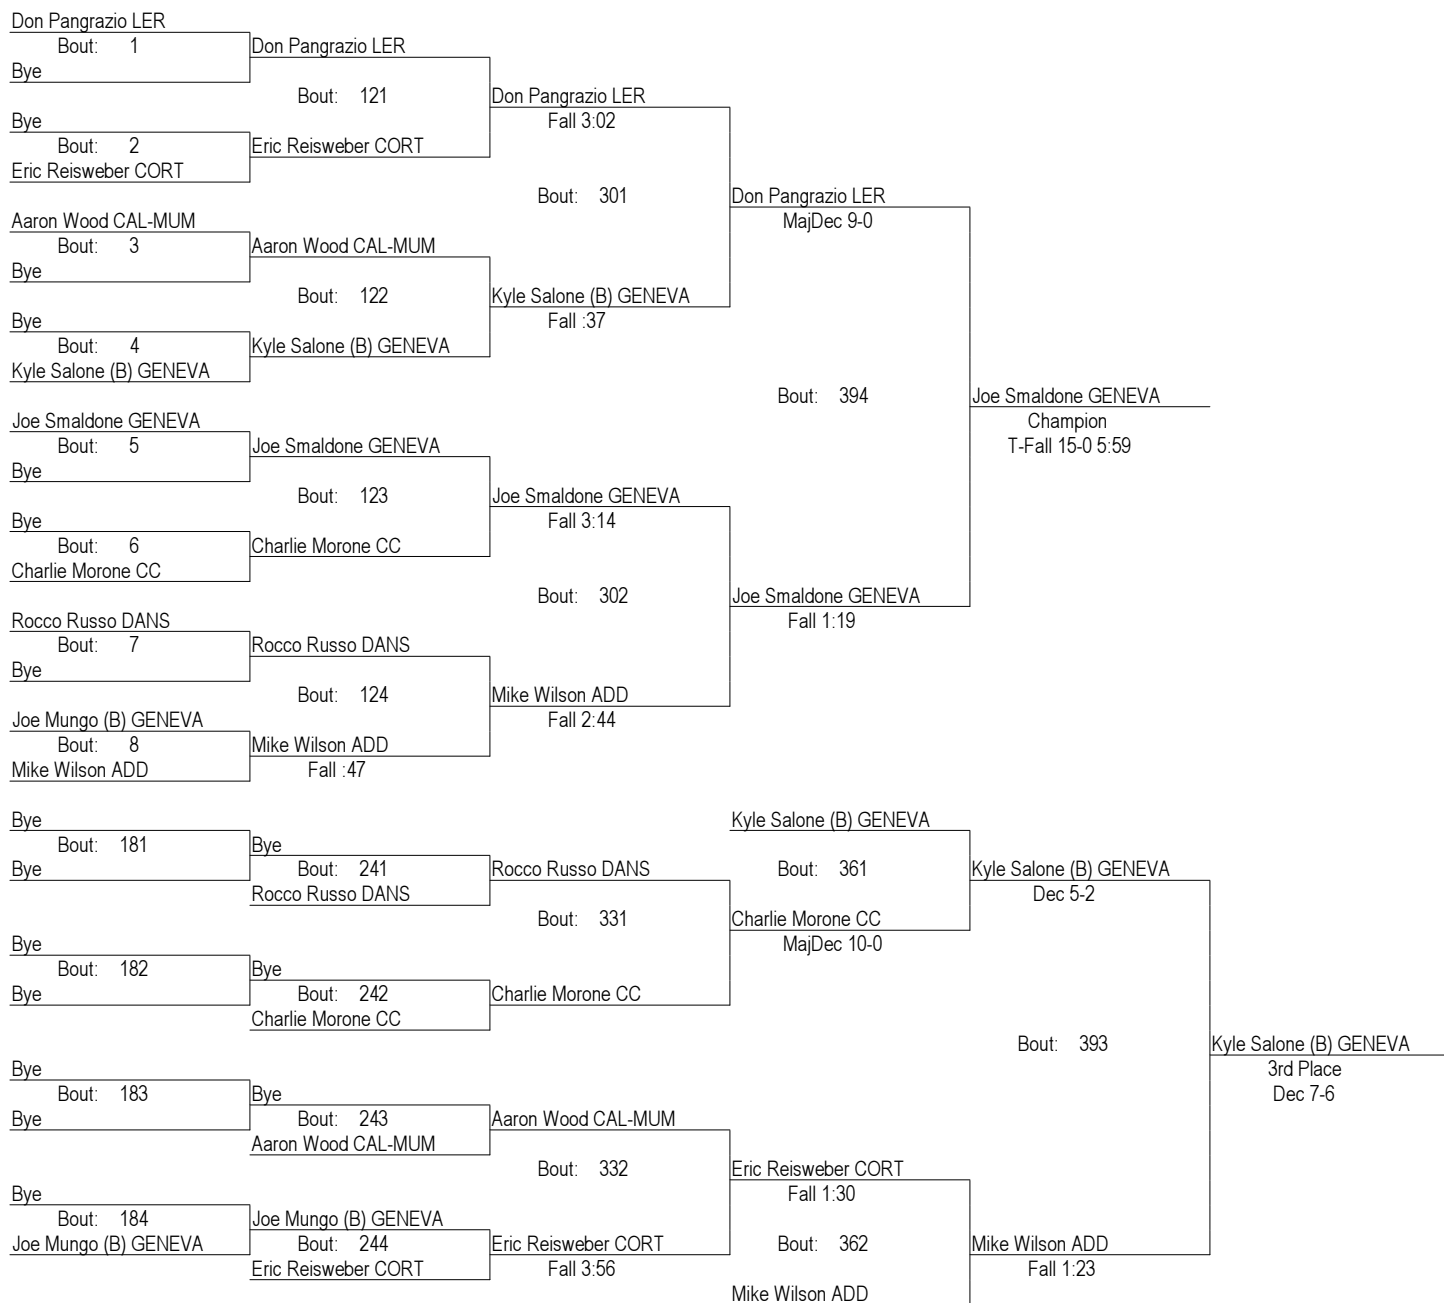 Don Pangrazio LER
Bout: 1
Bye
Don Pangrazio LER
Bout: 121
Bye
Bout: 2
Eric Reisweber CORT
Eric Reisweber CORT
Don Pangrazio LER
Fall 3:02
Bout: 301
Aaron Wood CAL-MUM
Bout: 3
Bye
Aaron Wood CAL-MUM
Bout: 122
Bye
Bout: 4
Kyle Salone (B) GENEVA
Kyle Salone (B) GENEVA
Kyle Salone (B) GENEVA
Fall :37
Don Pangrazio LER
MajDec 9-0
Bout: 394
Joe Smaldone GENEVA
Champion
T-Fall 15-0 5:59
Joe Smaldone GENEVA
Bout: 5
Bye
Joe Smaldone GENEVA
Bout: 123
Bye
Bout: 6
Charlie Morone CC
Charlie Morone CC
Joe Smaldone GENEVA
Fall 3:14
Bout: 302
Joe Smaldone GENEVA
Fall 1:19
Rocco Russo DANS
Bout: 7
Bye
Rocco Russo DANS
Bout: 124
Joe Mungo (B) GENEVA
Bout: 8
Mike Wilson ADD
Mike Wilson ADD
Fall :47
Mike Wilson ADD
Fall 2:44
Bye
Bout: 181
Bye
Bye
Bout: 241
Rocco Russo DANS
Rocco Russo DANS
Bout: 331
Bye
Bout: 182
Bye
Bye
Bout: 242
Charlie Morone CC
Charlie Morone CC
Kyle Salone (B) GENEVA
Bout: 361
Charlie Morone CC
MajDec 10-0
Kyle Salone (B) GENEVA
Dec 5-2
Bout: 393
Kyle Salone (B) GENEVA
3rd Place
Dec 7-6
Bye
Bout: 183
Bye
Bye
Bout: 243
Aaron Wood CAL-MUM
Aaron Wood CAL-MUM
Bout: 332
Bye
Bout: 184
Joe Mungo (B) GENEVA
Joe Mungo (B) GENEVA
Bout: 244
Eric Reisweber CORT
Eric Reisweber CORT
Fall 3:56
Eric Reisweber CORT
Fall 1:30
Bout: 362
Mike Wilson ADD
Mike Wilson ADD
Fall 1:23